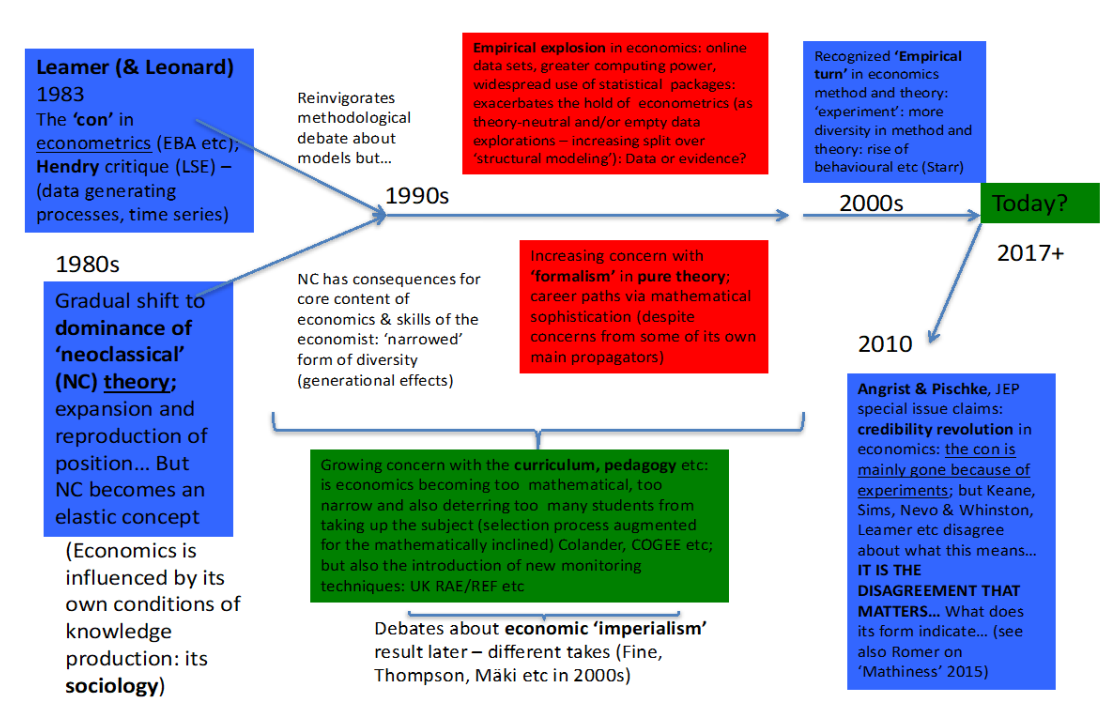 Leamer (& Leonard)
1983
The ‘con’ in
econometrics (EBA etc);
Hendry critique (LSE) –
(data generating
processes, time series)
1980s
Gradual shift to
dominance of
‘neoclassical’
(NC) theory;
expansion and
reproduction of
position… But
NC becomes an
elastic concept
(Economics is
influenced by its
own conditions of
knowledge
production: its
sociology)
Reinvigorates
methodological
debate about
models but…
1990s
NC has consequences for
core content of
economics & skills of the
economist: ‘narrowed’
form of diversity
(generational effects)
Empirical explosion in economics: online
data sets, greater computing power,
widespread use of statistical packages:
exacerbates the hold of econometrics (as
theory-neutral and/or empty data
explorations – increasing split over
‘structural modeling’): Data or evidence?
Increasing concern with
‘formalism’ in pure theory;
career paths via mathematical
sophistication (despite
concerns from some of its own
main propagators)
Growing concern with the curriculum, pedagogy etc:
is economics becoming too mathematical, too
narrow and also deterring too many students from
taking up the subject (selection process augmented
for the mathematically inclined) Colander, COGEE etc;
but also the introduction of new monitoring
techniques: UK RAE/REF etc
Debates about economic ‘imperialism’
result later – different takes (Fine,
Thompson, Mäki etc in 2000s)
Recognized ‘Empirical
turn’ in economics
method and theory:
‘experiment’: more
diversity in method and
theory: rise of
behavioural etc (Starr)
2000s
Today?
2017+
2010
Angrist & Pischke, JEP
special issue claims:
credibility revolution in
economics: the con is
mainly gone because of
experiments; but Keane,
Sims, Nevo & Whinston,
Leamer etc disagree
about what this means…
IT IS THE
DISAGREEMENT THAT
MATTERS… What does
its form indicate… (see
also Romer on
‘Mathiness’ 2015)